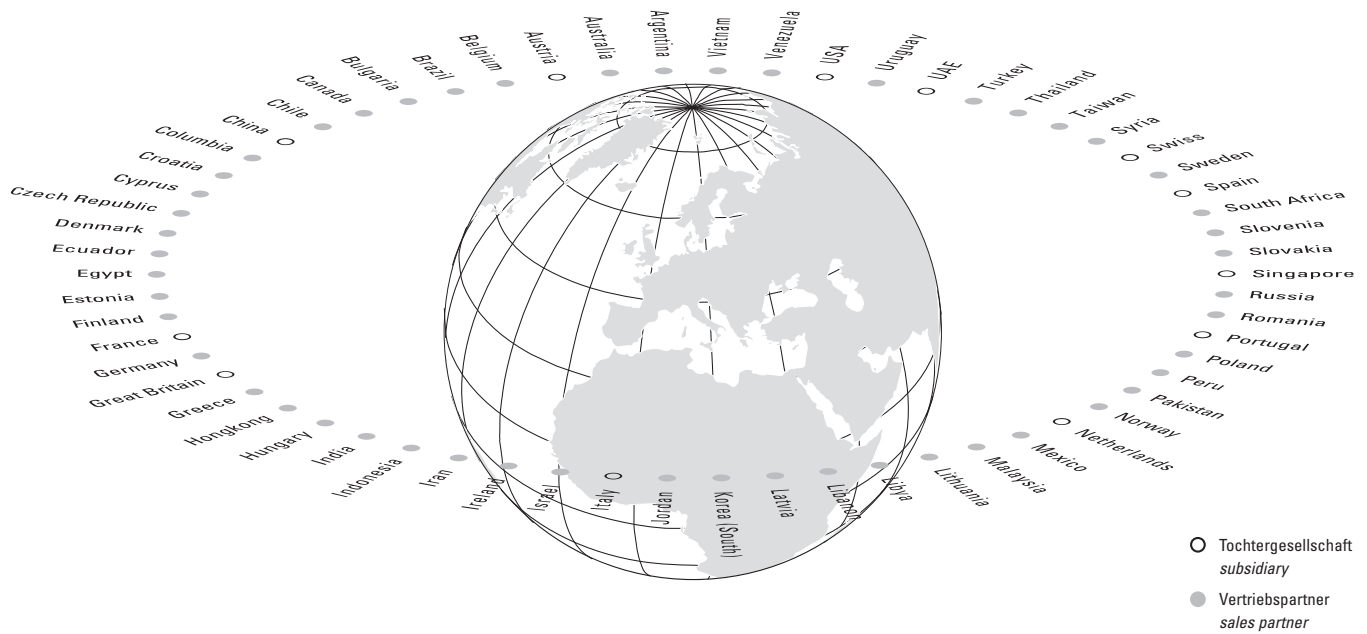 Argentina
Australia
Austria
Belgium
Brazil
Bulgaria
Canada
Chile
China
Columbia
Croatia
Cyprus
Czech Republic
Denmark
Ecuador
Egypt
Estonia
Finland
France
Germany
Great Britain
Greece
Hongkong
Hungary
India
Indonesia
Iran
Ireland
Israel
Italy
Jordan
Korea (South)
Latvia
Libanon
Libya
Lithuania
Malaysia
Mexico
Netherlands
Norway
Pakistan
Peru
Poland
Portugal
Romania
Russia
Singapore
Slovakia
Slovenia
South Africa
Spain
Sweden
Swiss
Syria
Taiwan
Thailand
Turkey
UAE
Uruguay
USA
Venezuela
Vietnam
Tochtergesellschaft
subsidiary
Vertriebspartner
sales partner